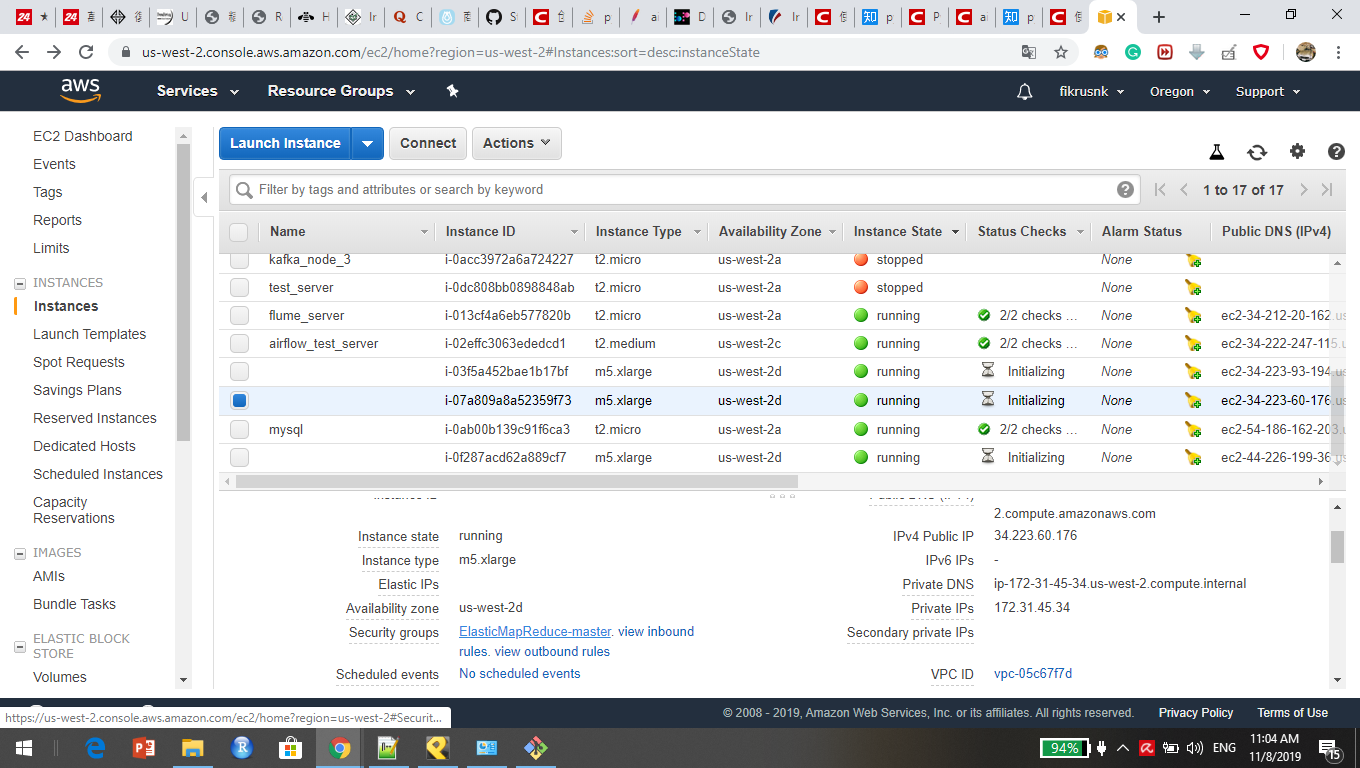 24
24
U
R
H
Ir
C
S
p
ai
D
Ir
Ir
知 p
P
ai
知 p
us-west-2.console.aws.amazon.com/ec2/home?region=us-west-2#Instances:sort=desc:instanceState
aws Services Resource Groups fikrusnk Oregon Support
EC2 Dashboard
Events
Tags
Reports
Limits
INSTANCES
Instances
Launch Templates
Spot Requests
Savings Plans
Reserved Instances
Dedicated Hosts
Scheduled Instances
Capacity
Reservations
IMAGES
AMIs
Bundle Tasks
ELASTIC BLOCK
STORE
Volumes
Launch Instance Connect Actions
Filter by tags and attributes or search by keyword 1 to 17 of 17
Name Instance ID Instance Type Availability Zone Instance State Status Checks Alarm Status Public DNS (IPv4)
kafka_node_3 i-0acc3972a6a724227 t2.micro us-west-2a stopped None
test_server i-0dc808bb0898848ab t2.micro us-west-2a stopped None
flume_server i-013cf4a6eb577820b t2.micro us-west-2a running 2/2 checks ... None ec2-34-212-20-162.us
airflow_test_server i-02effc3063ededcd1 t2.medium us-west-2c running 2/2 checks ... None ec2-34-222-247-115.u
i-03f5a452bae1b17bf m5.xlarge us-west-2d running Initializing None ec2-34-223-93-194.us
i-07a809a8a52359f73 m5.xlarge us-west-2d running Initializing None ec2-34-223-60-176.us
mysql i-0ab00b139c91f6ca3 t2.micro us-west-2a running 2/2 checks ... None ec2-54-186-162-203.u
i-0f287acd62a889cf7 m5.xlarge us-west-2d running Initializing None ec2-44-226-199-36.us
2.compute.amazonaws.com
Instance state running IPv4 Public IP 34.223.60.176
Instance type m5.xlarge IPv6 IPs -
Elastic IPs Private DNS ip-172-31-45-34.us-west-2.compute.internal
Availability zone us-west-2d Private IPs 172.31.45.34
Security groups ElasticMapReduce-master. view inbound Secondary private IPs
rules. view outbound rules
Scheduled events No scheduled events VPC ID vpc-05c67f7d
https://us-west-2.console.aws.amazon.com/ec2/home?region=us-west-2#Securit...
© 2008 - 2019, Amazon Web Services, Inc. or its affiliates. All rights reserved. Privacy Policy Terms of Use
94% ENG 11:04 AM
11/8/2019
15